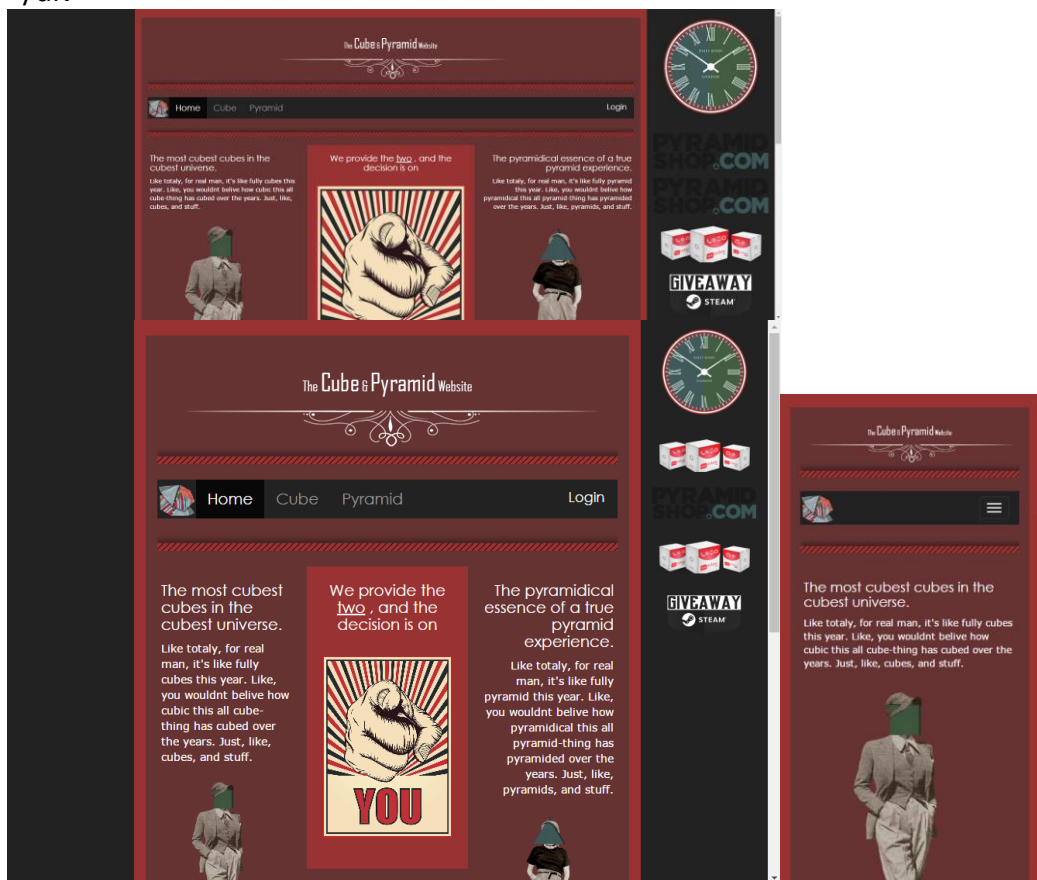 The Cube & Pyramid Website
Home Cube Pyramid Login
The most cubest cubes in the
cubest universe.
Like totaly, for real man, it's like fully cubes this
year. Like, you wouldnt belive how cubic this all
cube-thing has cubed over the years. Just, like,
cubes, and stuff.
We provide the two , and the
decision is on
The pyramidical essence of a true
pyramid experience.
Like totaly, for real man, it's like fully pyramid
this year. Like, you wouldnt belive how
pyramidical this all pyramid-thing has pyramided
over the years. Just, like, pyramids, and stuff.
PYRAMID
SHOP.COM
PYRAMID
SHOP.COM
GIVEAWAY
STEAM
The Cube & Pyramid Website
Home Cube Pyramid Login
The most cubest
cubes in the
cubest universe.
Like totaly, for real
man, it's like fully
cubes this year. Like,
you wouldnt belive how
cubic this all cube-
thing has cubed over
the years. Just, like,
cubes, and stuff.
We provide the
two , and the
decision is on
YOU
The pyramidical
essence of a true
pyramid
experience.
Like totaly, for real
man, it's like fully
pyramid this year. Like,
you wouldnt belive how
pyramidical this all
pyramid-thing has
pyramided over the
years. Just, like,
pyramids, and stuff.
PYRAMID
SHOP.COM
GIVEAWAY
STEAM
The Cube & Pyramid Website
The most cubest cubes in the
cubest universe.
Like totaly, for real man, it's like fully cubes
this year. Like, you wouldnt belive how
cubic this all cube-thing has cubed over the
years. Just, like, cubes, and stuff.